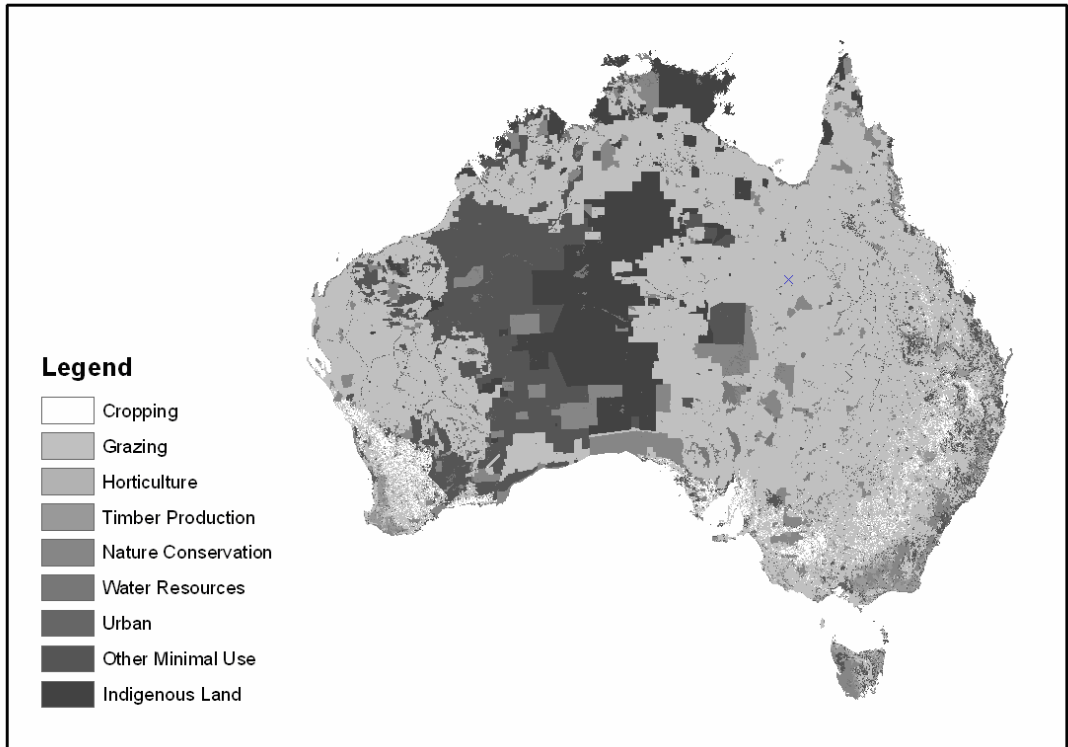 Legend
Cropping
Grazing
Horticulture
Timber Production
Nature Conservation
Water Resources
Urban
Other Minimal Use
Indigenous Land